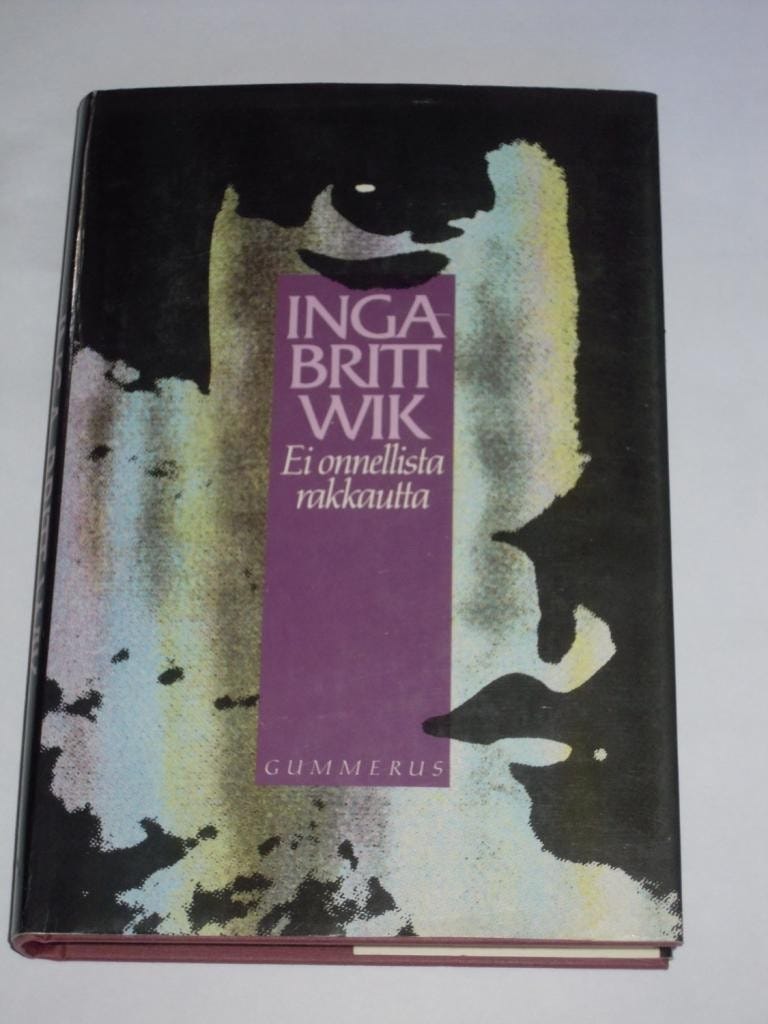 INGA-
BRITT
WIK
Ei onnellista
rakkautta
GUMMERUS